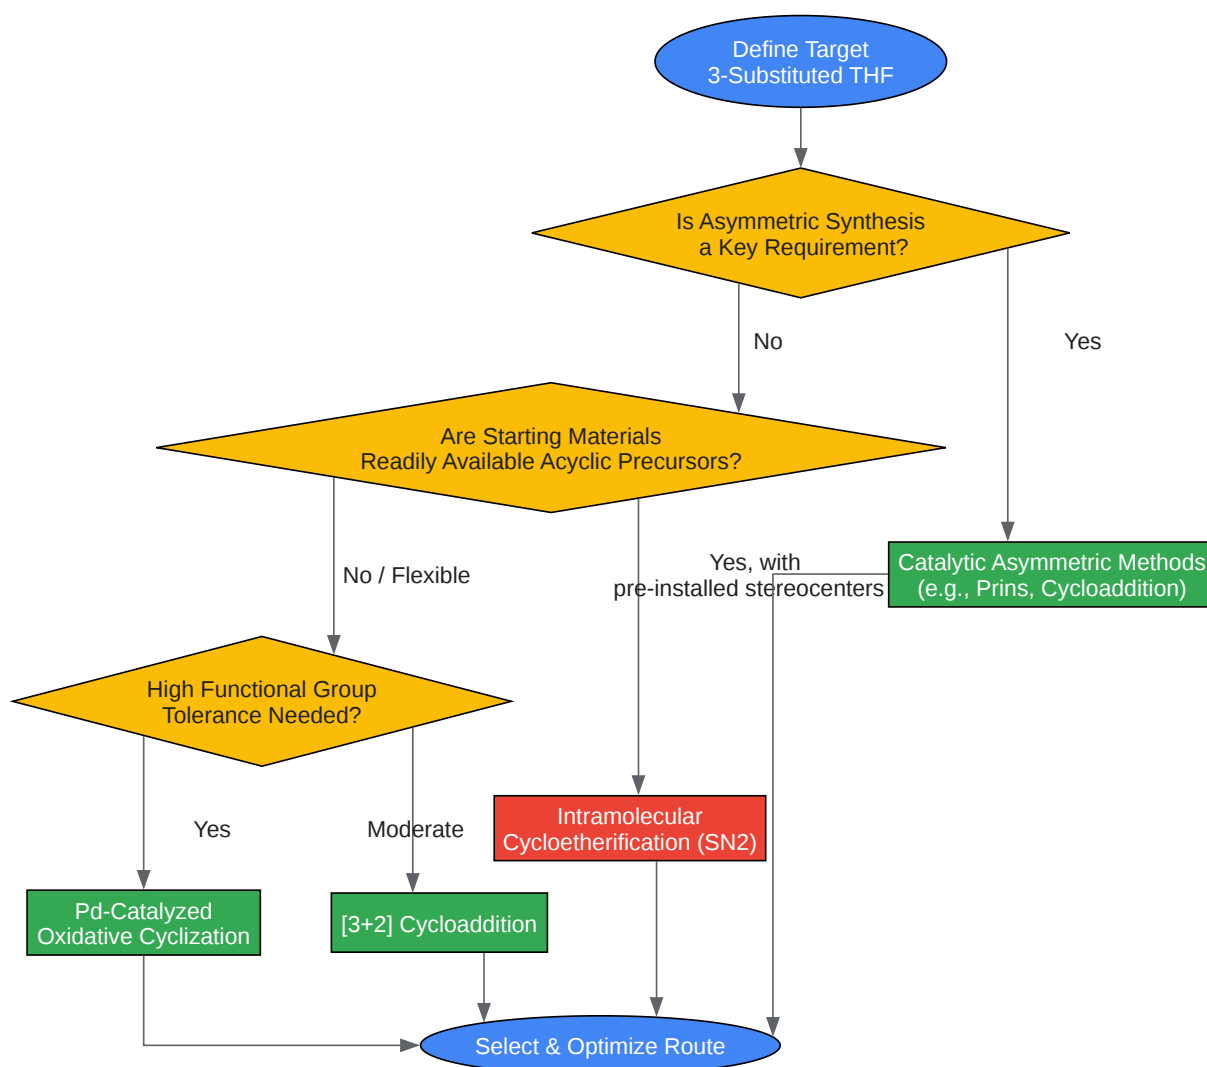 Define Target
3-Substituted THF
Is Asymmetric Synthesis
a Key Requirement?
No
Yes
Are Starting Materials
Readily Available Acyclic Precursors?
No / Flexible
Yes, with
pre-installed stereocenters
Catalytic Asymmetric Methods
(e.g., Prins, Cycloaddition)
High Functional Group
Tolerance Needed?
Yes
Moderate
Intramolecular
Cycloetherification (SN2)
Pd-Catalyzed
Oxidative Cyclization
[3+2] Cycloaddition
Select & Optimize Route